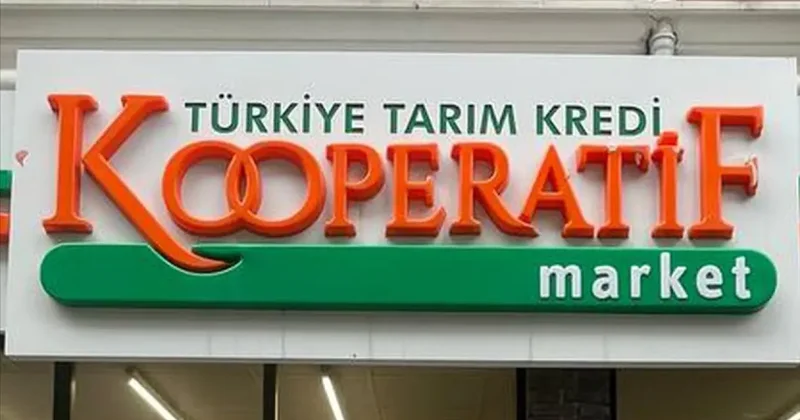 TÜRKİYE TARIM KREDİ
KOOPERATİF
market